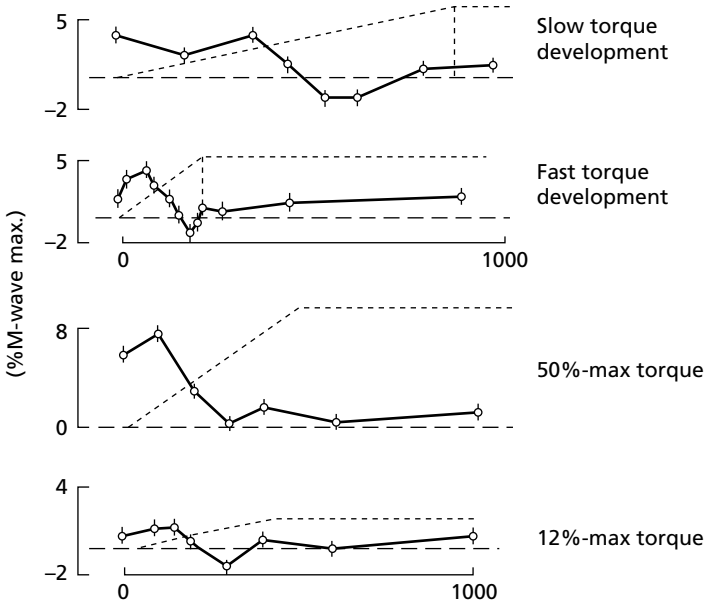 5
Slow torque
development
–2
5
Fast torque
development
–2
0
1000
(%M-wave max.)
8
50%-max torque
0
4
12%-max torque
–2
0
1000